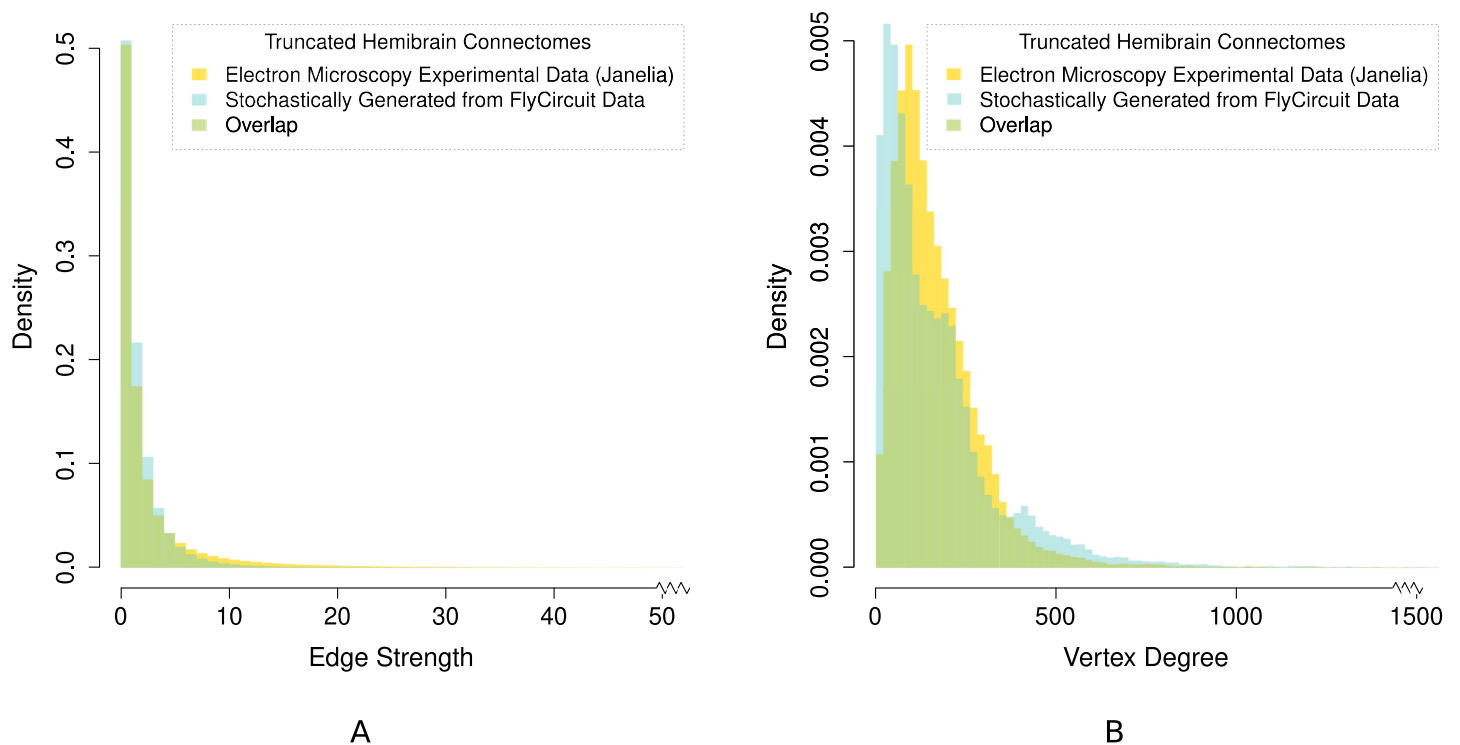 Truncated Hemibrain Connectomes
Electron Microscopy Experimental Data (Janelia)
Stochastically Generated from FlyCircuit Data
Overlap
Density
0.5
0.4
0.3
0.2
0.1
0.0
0 10 20 30 40 50
Edge Strength
A
Truncated Hemibrain Connectomes
Electron Microscopy Experimental Data (Janelia)
Stochastically Generated from FlyCircuit Data
Overlap
Density
0.005
0.004
0.003
0.002
0.001
0.000
0 500 1000 1500
Vertex Degree
B